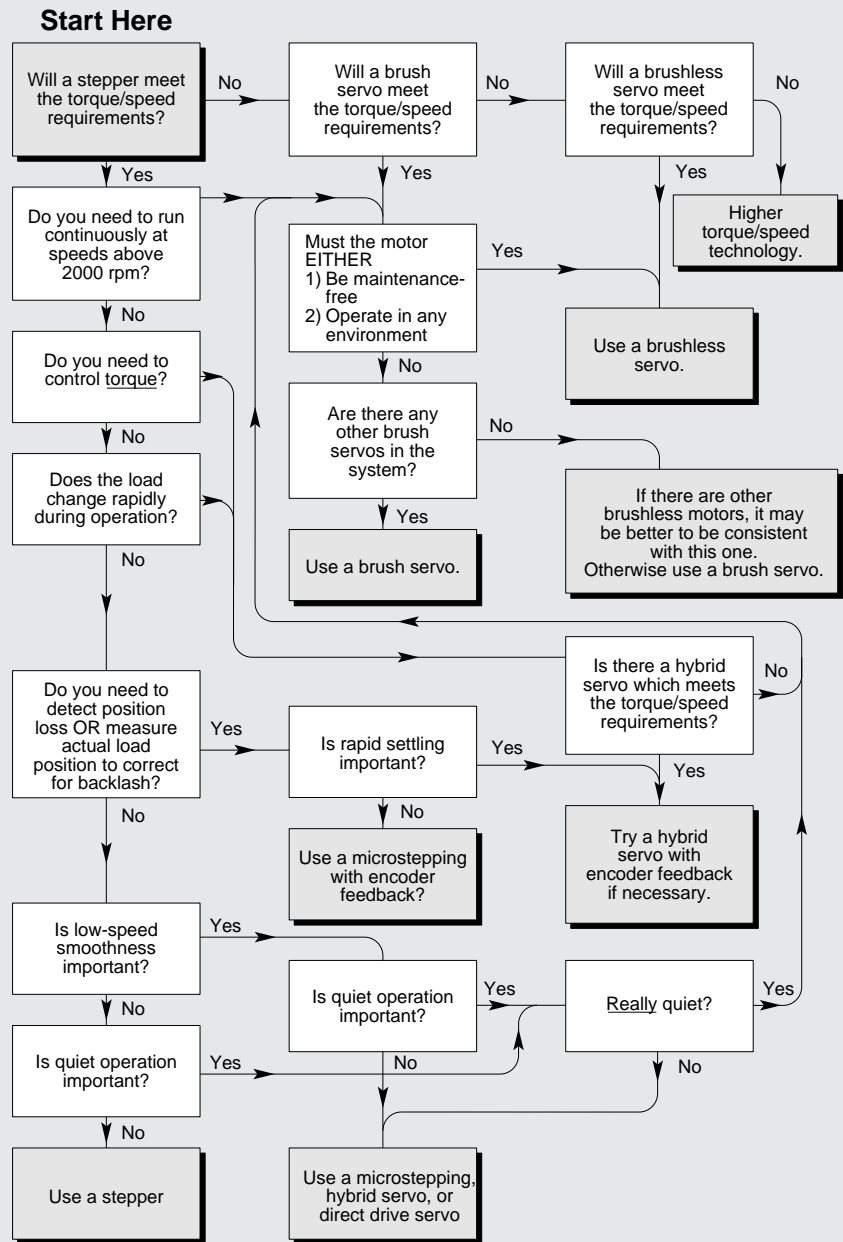 Start Here
Will a stepper meet
the torque/speed
requirements?
No
Will a brush
servo meet
the torque/speed
requirements?
No
Will a brushless
servo meet
the torque/speed
requirements?
No
Yes
Yes
Yes
Do you need to run
continuously at
speeds above
2000 rpm?
Must the motor
EITHER
1) Be maintenance-
free
2) Operate in any
environment
Yes
Higher
torque/speed
technology.
No
No
Use a brushless
servo.
Do you need to
control torque?
No
Are there any
other brush
servos in the
system?
No
Does the load
change rapidly
during operation?
Yes
If there are other
brushless motors, it may
be better to be consistent
with this one.
Otherwise use a brush servo.
No
Use a brush servo.
Do you need to
detect position
loss OR measure
actual load
position to correct
for backlash?
Yes
Is rapid settling
important?
Yes
Is there a hybrid
servo which meets
the torque/speed
requirements?
No
Yes
No
No
Use a microstepping
with encoder
feedback?
Try a hybrid
servo with
encoder feedback
if necessary.
Is low-speed
smoothness
important?
Yes
No
Is quiet operation
important?
Yes
Really quiet?
Yes
Is quiet operation
important?
Yes
No
No
No
Use a stepper
Use a microstepping,
hybrid servo, or
direct drive servo